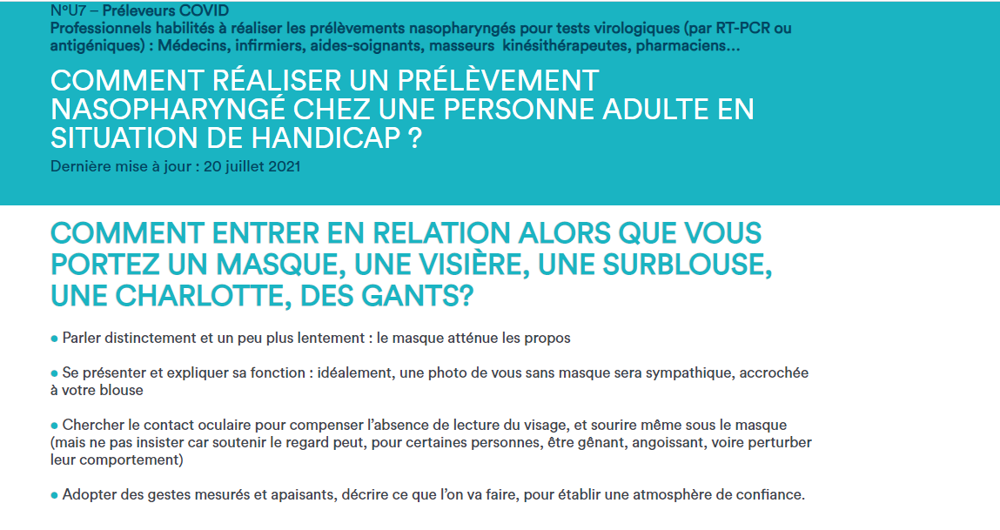 N°U7 – Préleveurs COVID
Professionnels habilités à réaliser les prélèvements nasopharyngés pour tests virologiques (par RT-PCR ou
antigéniques) : Médecins, infirmiers, aides-soignants, masseurs  kinésithérapeutes, pharmaciens...
COMMENT RÉALISER UN PRÉLÈVEMENT
NASOPHARYNGÉ CHEZ UNE PERSONNE ADULTE EN
SITUATION DE HANDICAP ?
Dernière mise à jour : 20 juillet 2021
COMMENT ENTRER EN RELATION ALORS QUE VOUS
PORTEZ UN MASQUE, UNE VISIÈRE, UNE SURBLOUSE,
UNE CHARLOTTE, DES GANTS?
• Parler distinctement et un peu plus lentement : le masque atténue les propos
• Se présenter et expliquer sa fonction : idéalement, une photo de vous sans masque sera sympathique, accrochée
à votre blouse
• Chercher le contact oculaire pour compenser l’absence de lecture du visage, et sourire même sous le masque
(mais ne pas insister car soutenir le regard peut, pour certaines personnes, être gênant, angoissant, voire perturber
leur comportement)
• Adopter des gestes mesurés et apaisants, décrire ce que l’on va faire, pour établir une atmosphère de confiance.